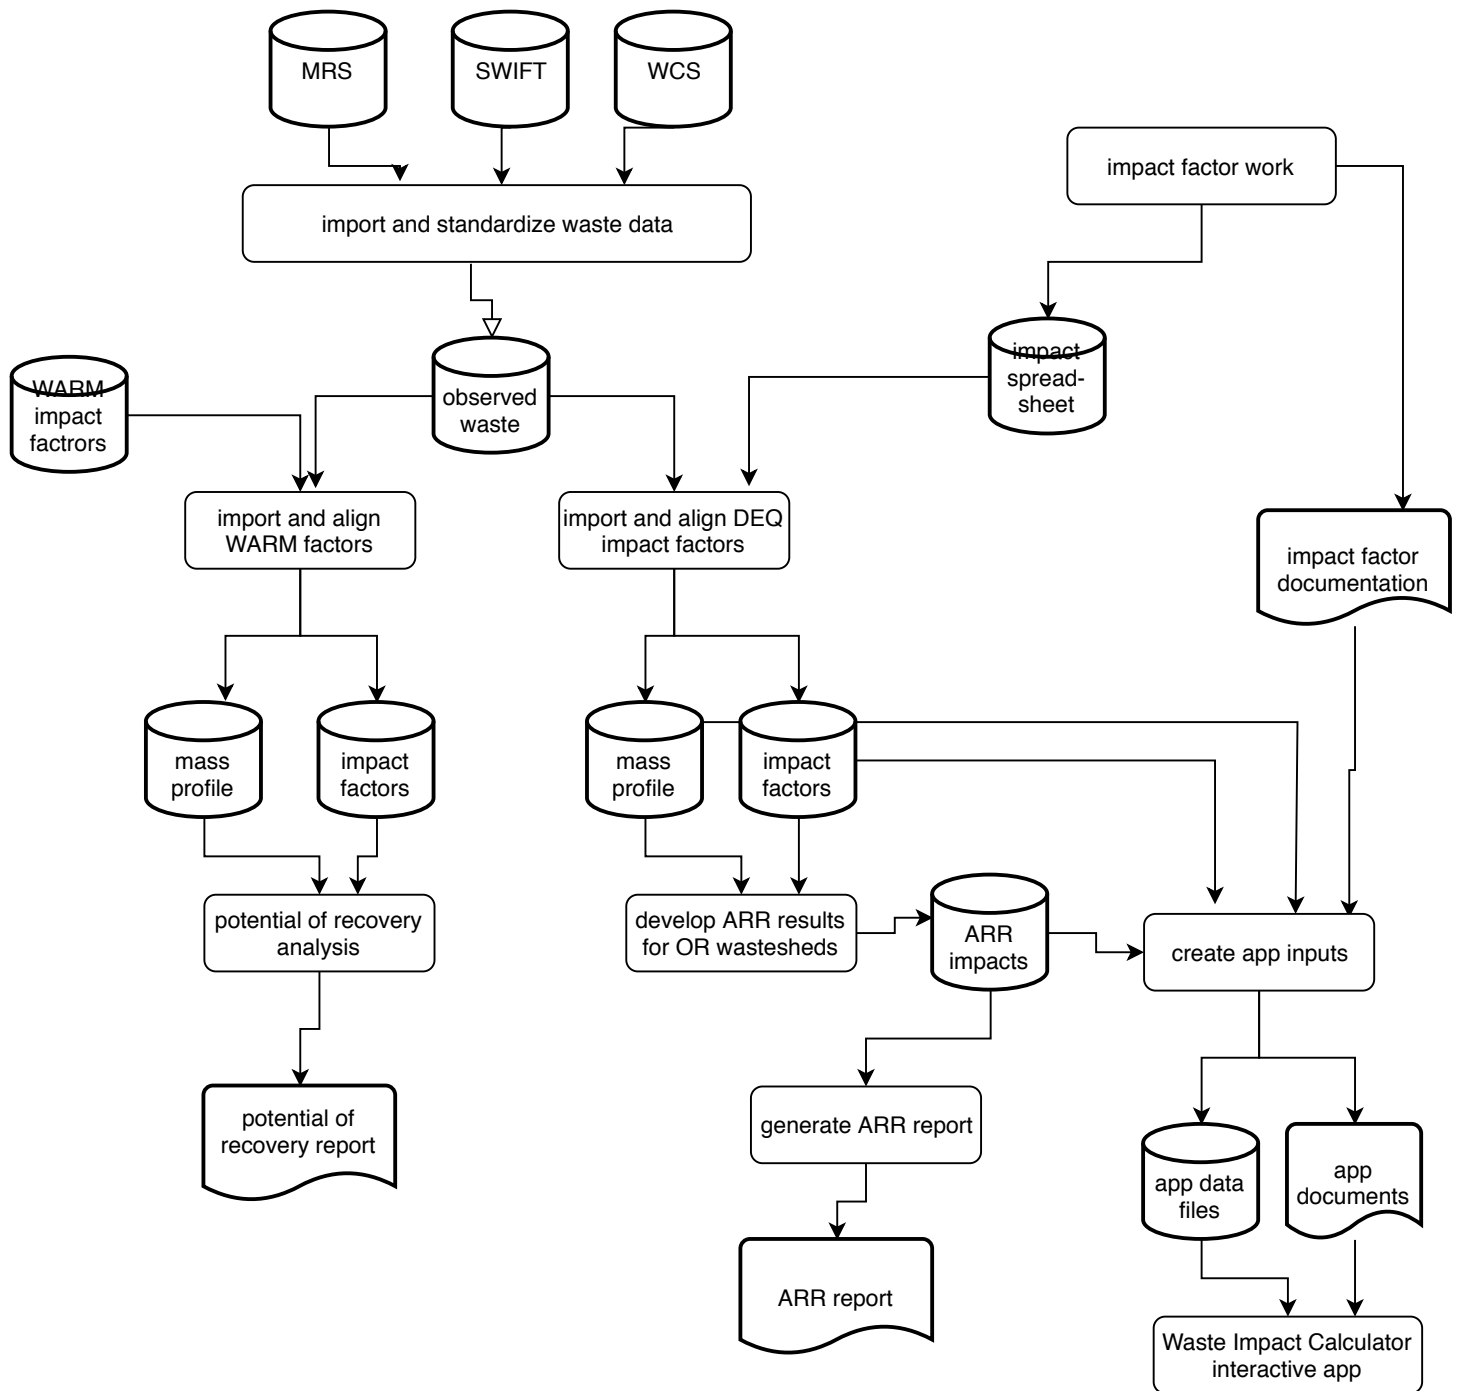 MRS
SWIFT
WCS
impact factor work
import and standardize waste data
impact
spread-
sheet
WARM
impact
factrors
observed
waste
import and align
WARM factors
import and align DEQ
impact factors
impact factor
documentation
mass
profile
impact
factors
mass
profile
impact
factors
potential of recovery
analysis
develop ARR results
for OR wastesheds
ARR
impacts
create app inputs
potential of
recovery report
generate ARR report
app data
files
app
documents
ARR report
Waste Impact Calculator
interactive app